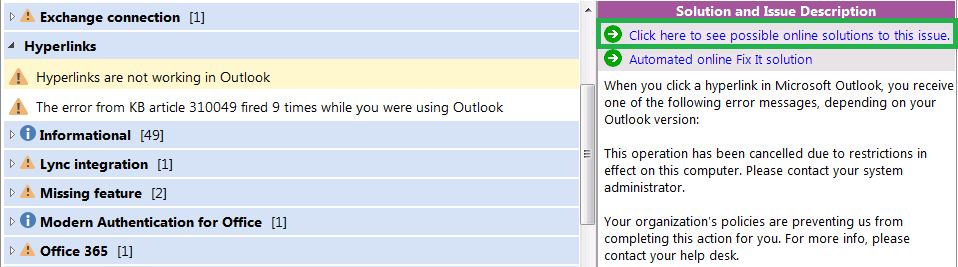 Exchange connection [1]
Hyperlinks
Hyperlinks are not working in Outlook
The error from KB article 310049 fired 9 times while you were using Outlook
Informational [49]
Lync integration [1]
Missing feature [2]
Modern Authentication for Office [1]
Office 365 [1]
Solution and Issue Description
Click here to see possible online solutions to this issue.
Automated online Fix It solution
When you click a hyperlink in Microsoft Outlook, you receive
one of the following error messages, depending on your
Outlook version:
This operation has been cancelled due to restrictions in
effect on this computer. Please contact your system
administrator.
Your organization's policies are preventing us from
completing this action for you. For more info, please
contact your help desk.